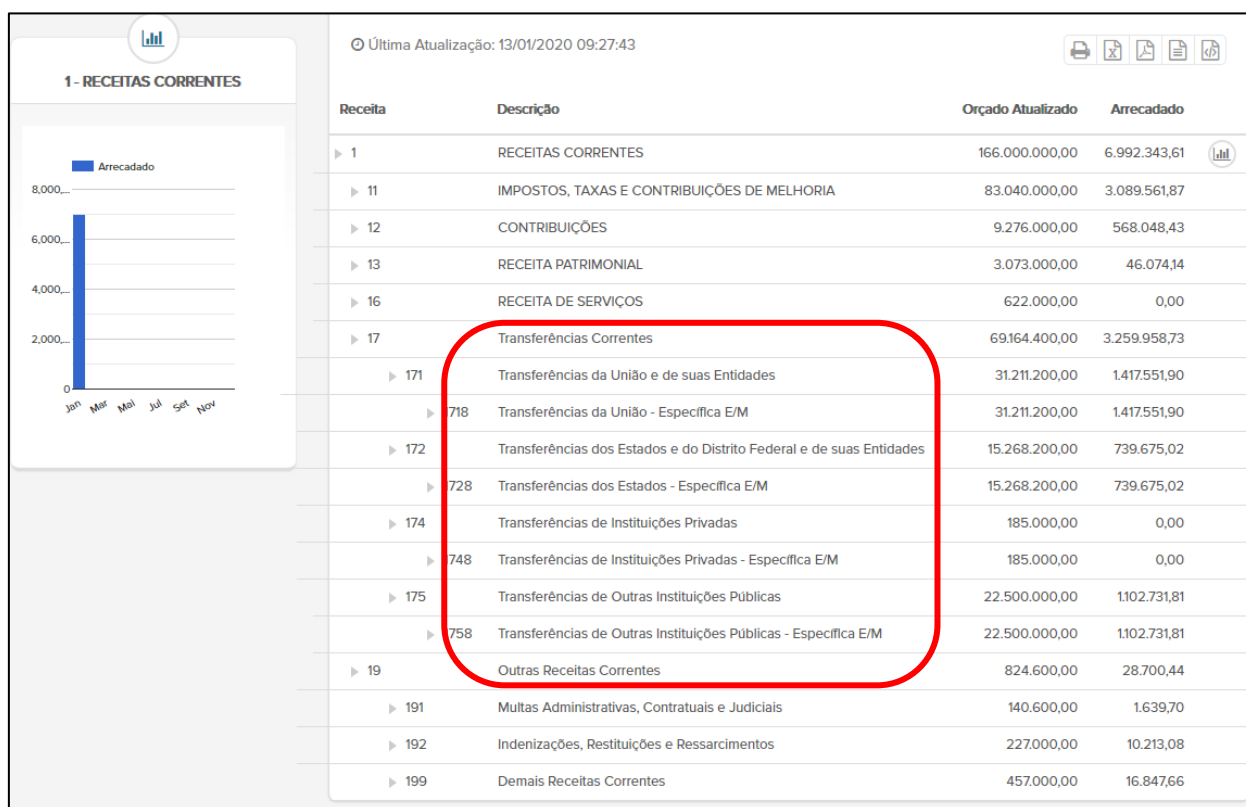 1 - RECEITAS CORRENTES
Arrecadado
8,000,...
6,000,...
4,000,...
2,000,...
0
Jan Mar Mai Jul Set Nov
Última Atualização: 13/01/2020 09:27:43
Receita Descrição Orçado Atualizado Arrecadado
1 RECEITAS CORRENTES 166.000.000,00 6.992.343,61
11 IMPOSTOS, TAXAS E CONTRIBUIÇÕES DE MELHORIA 83.040.000,00 3.089.561,87
12 CONTRIBUIÇÕES 9.276.000,00 568.048,43
13 RECEITA PATRIMONIAL 3.073.000,00 46.074,14
16 RECEITA DE SERVIÇOS 622.000,00 0,00
17 Transferências Correntes 69.164.400,00 3.259.958,73
171 Transferências da União e de suas Entidades 31.211.200,00 1.417.551,90
1718 Transferências da União - Específica E/M 31.211.200,00 1.417.551,90
172 Transferências dos Estados e do Distrito Federal e de suas Entidades 15.268.200,00 739.675,02
1728 Transferências dos Estados - Específica E/M 15.268.200,00 739.675,02
174 Transferências de Instituições Privadas 185.000,00 0,00
1748 Transferências de Instituições Privadas - Específica E/M 185.000,00 0,00
175 Transferências de Outras Instituições Públicas 22.500.000,00 1.102.731,81
1758 Transferências de Outras Instituições Públicas - Específica E/M 22.500.000,00 1.102.731,81
19 Outras Receitas Correntes 824.600,00 28.700,44
191 Multas Administrativas, Contratuais e Judiciais 140.600,00 1.639,70
192 Indenizações, Restituições e Ressarcimentos 227.000,00 10.213,08
199 Demais Receitas Correntes 457.000,00 16.847,66